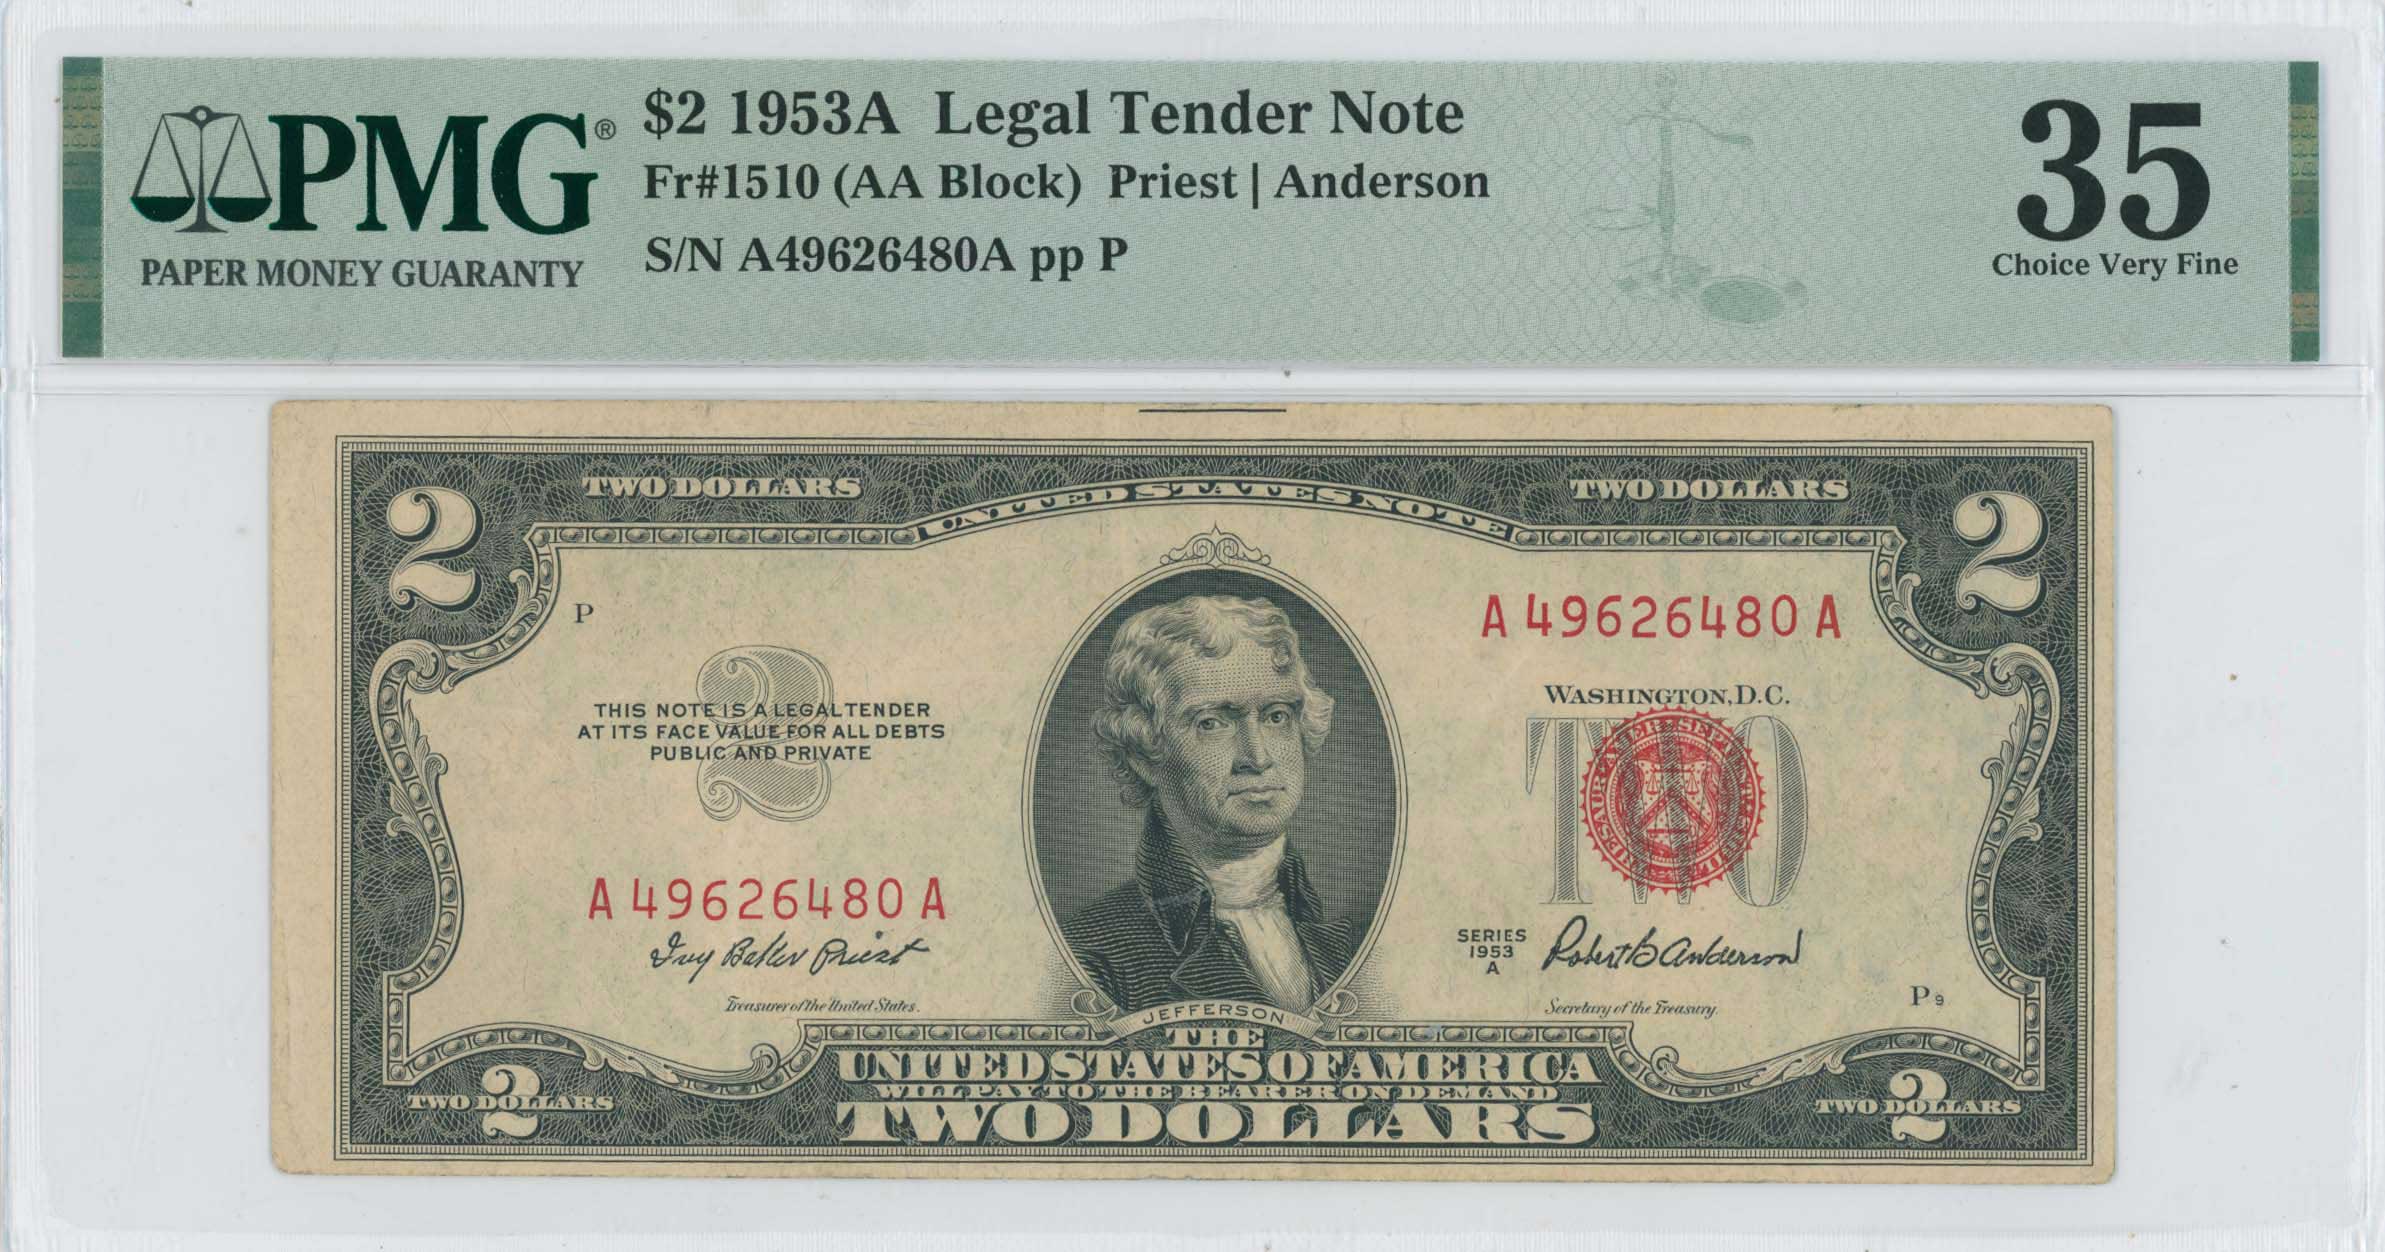 PMG®
PAPER MONEY GUARANTY
$2 1953A Legal Tender Note
Fr#1510 (AA Block) Priest | Anderson
S/N A49626480A pp P
35
Choice Very Fine
2
TWO DOLLARS
UNITED STATES NOTE
TWO DOLLARS
2
P
A 49626480 A
2
THIS NOTE IS A LEGAL TENDER
AT ITS FACE VALUE FOR ALL DEBTS
PUBLIC AND PRIVATE
WASHINGTON, D.C.
TWO
A 49626480 A
Ivy Baker Priest
Treasurer of the United States.
SERIES
1953
A
Robert B Anderson
Secretary of the Treasury.
P 9
JEFFERSON
THE
UNITED STATES OF AMERICA
WILL PAY TO THE BEARER ON DEMAND
TWO DOLLARS
TWO DOLLARS
2
TWO DOLLARS
2